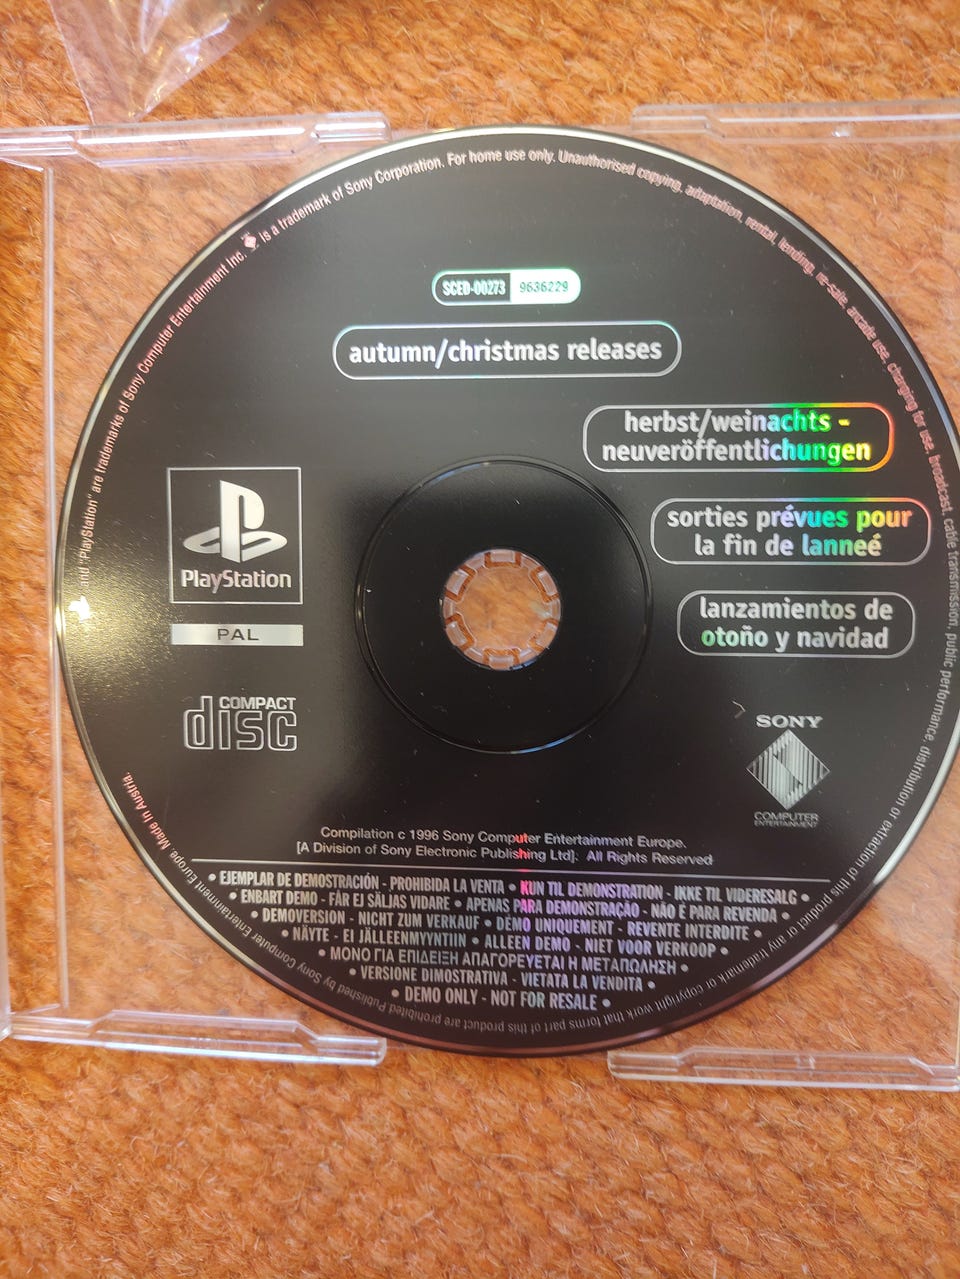 SCED-00273 9636229
autumn/christmas releases
herbst/weinachts -
neuveröffentlichungen
sorties prévues pour
la fin de lanneé
lanzamientos de
otoño y navidad
PlayStation
PAL
COMPACT
disc
SONY
COMPUTER
ENTERTAINMENT
Compilation c 1996 Sony Computer Entertainment Europe.
[A Division of Sony Electronic Publishing Ltd]. All Rights Reserved
• EJEMPLAR DE DEMOSTRACIÓN - PROHIBIDA LA VENTA • KUN TIL DEMONSTRATION - IKKE TIL VIDERESALG •
• ENBART DEMO - FÅR EJ SÄLJAS VIDARE • APENAS PARA DEMONSTRAÇÃO - NÃO É PARA REVENDA •
• DEMOVERSION - NICHT ZUM VERKAUF • DÉMO UNIQUEMENT - REVENTE INTERDITE •
• NÄYTE - EI JÄLLEENMYYNTIIN • ALLEEN DEMO - NIET VOOR VERKOOP •
• ΜΟΝΟ ΓΙΑ ΕΠΙΔΕΙΞΗ ΑΠΑΓΟΡΕΥΕΤΑΙ Η ΜΕΤΑΠΩΛΗΣΗ •
• VERSIONE DIMOSTRATIVA - VIETATA LA VENDITA •
• DEMO ONLY - NOT FOR RESALE •
and "PlayStation" are trademarks of Sony Computer Entertainment Inc. is a trademark of Sony Corporation. For home use only. Unauthorised copying, adaptation, rental, lending, re-sale, arcade use, charging for use, broadcast, cable transmission, public performance, distribution or extraction of this product or any trademark or copyright work that forms part of this product are prohibited. Published by Sony Computer Entertainment Europe. Made in Austria.